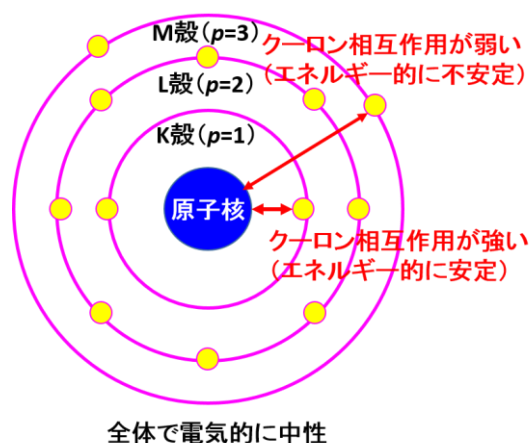 M殻(p=3)
クーロン相互作用が弱い
(エネルギー的に不安定)
L殻(p=2)
K殻(p=1)
原子核
クーロン相互作用が強い
(エネルギー的に安定)
全体で電気的に中性